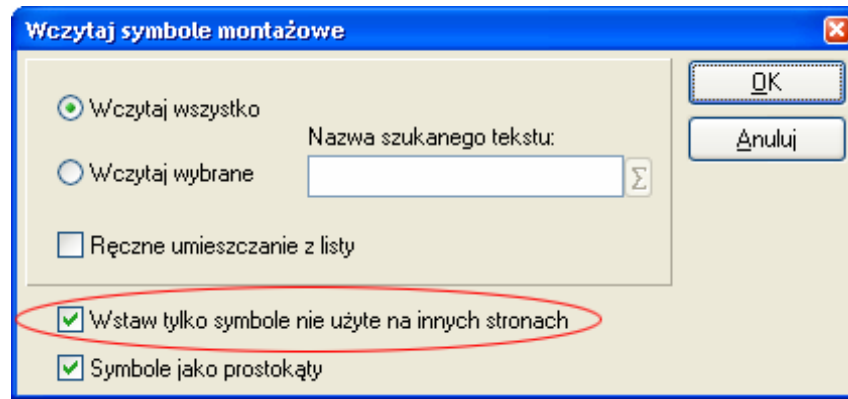 Wczytaj symbole montażowe
Wczytaj wszystko
Nazwa szukanego tekstu:
Wczytaj wybrane
Σ
Ręczne umieszczanie z listy
Wstaw tylko symbole nie użyte na innych stronach
Symbole jako prostokąty
OK
Anuluj